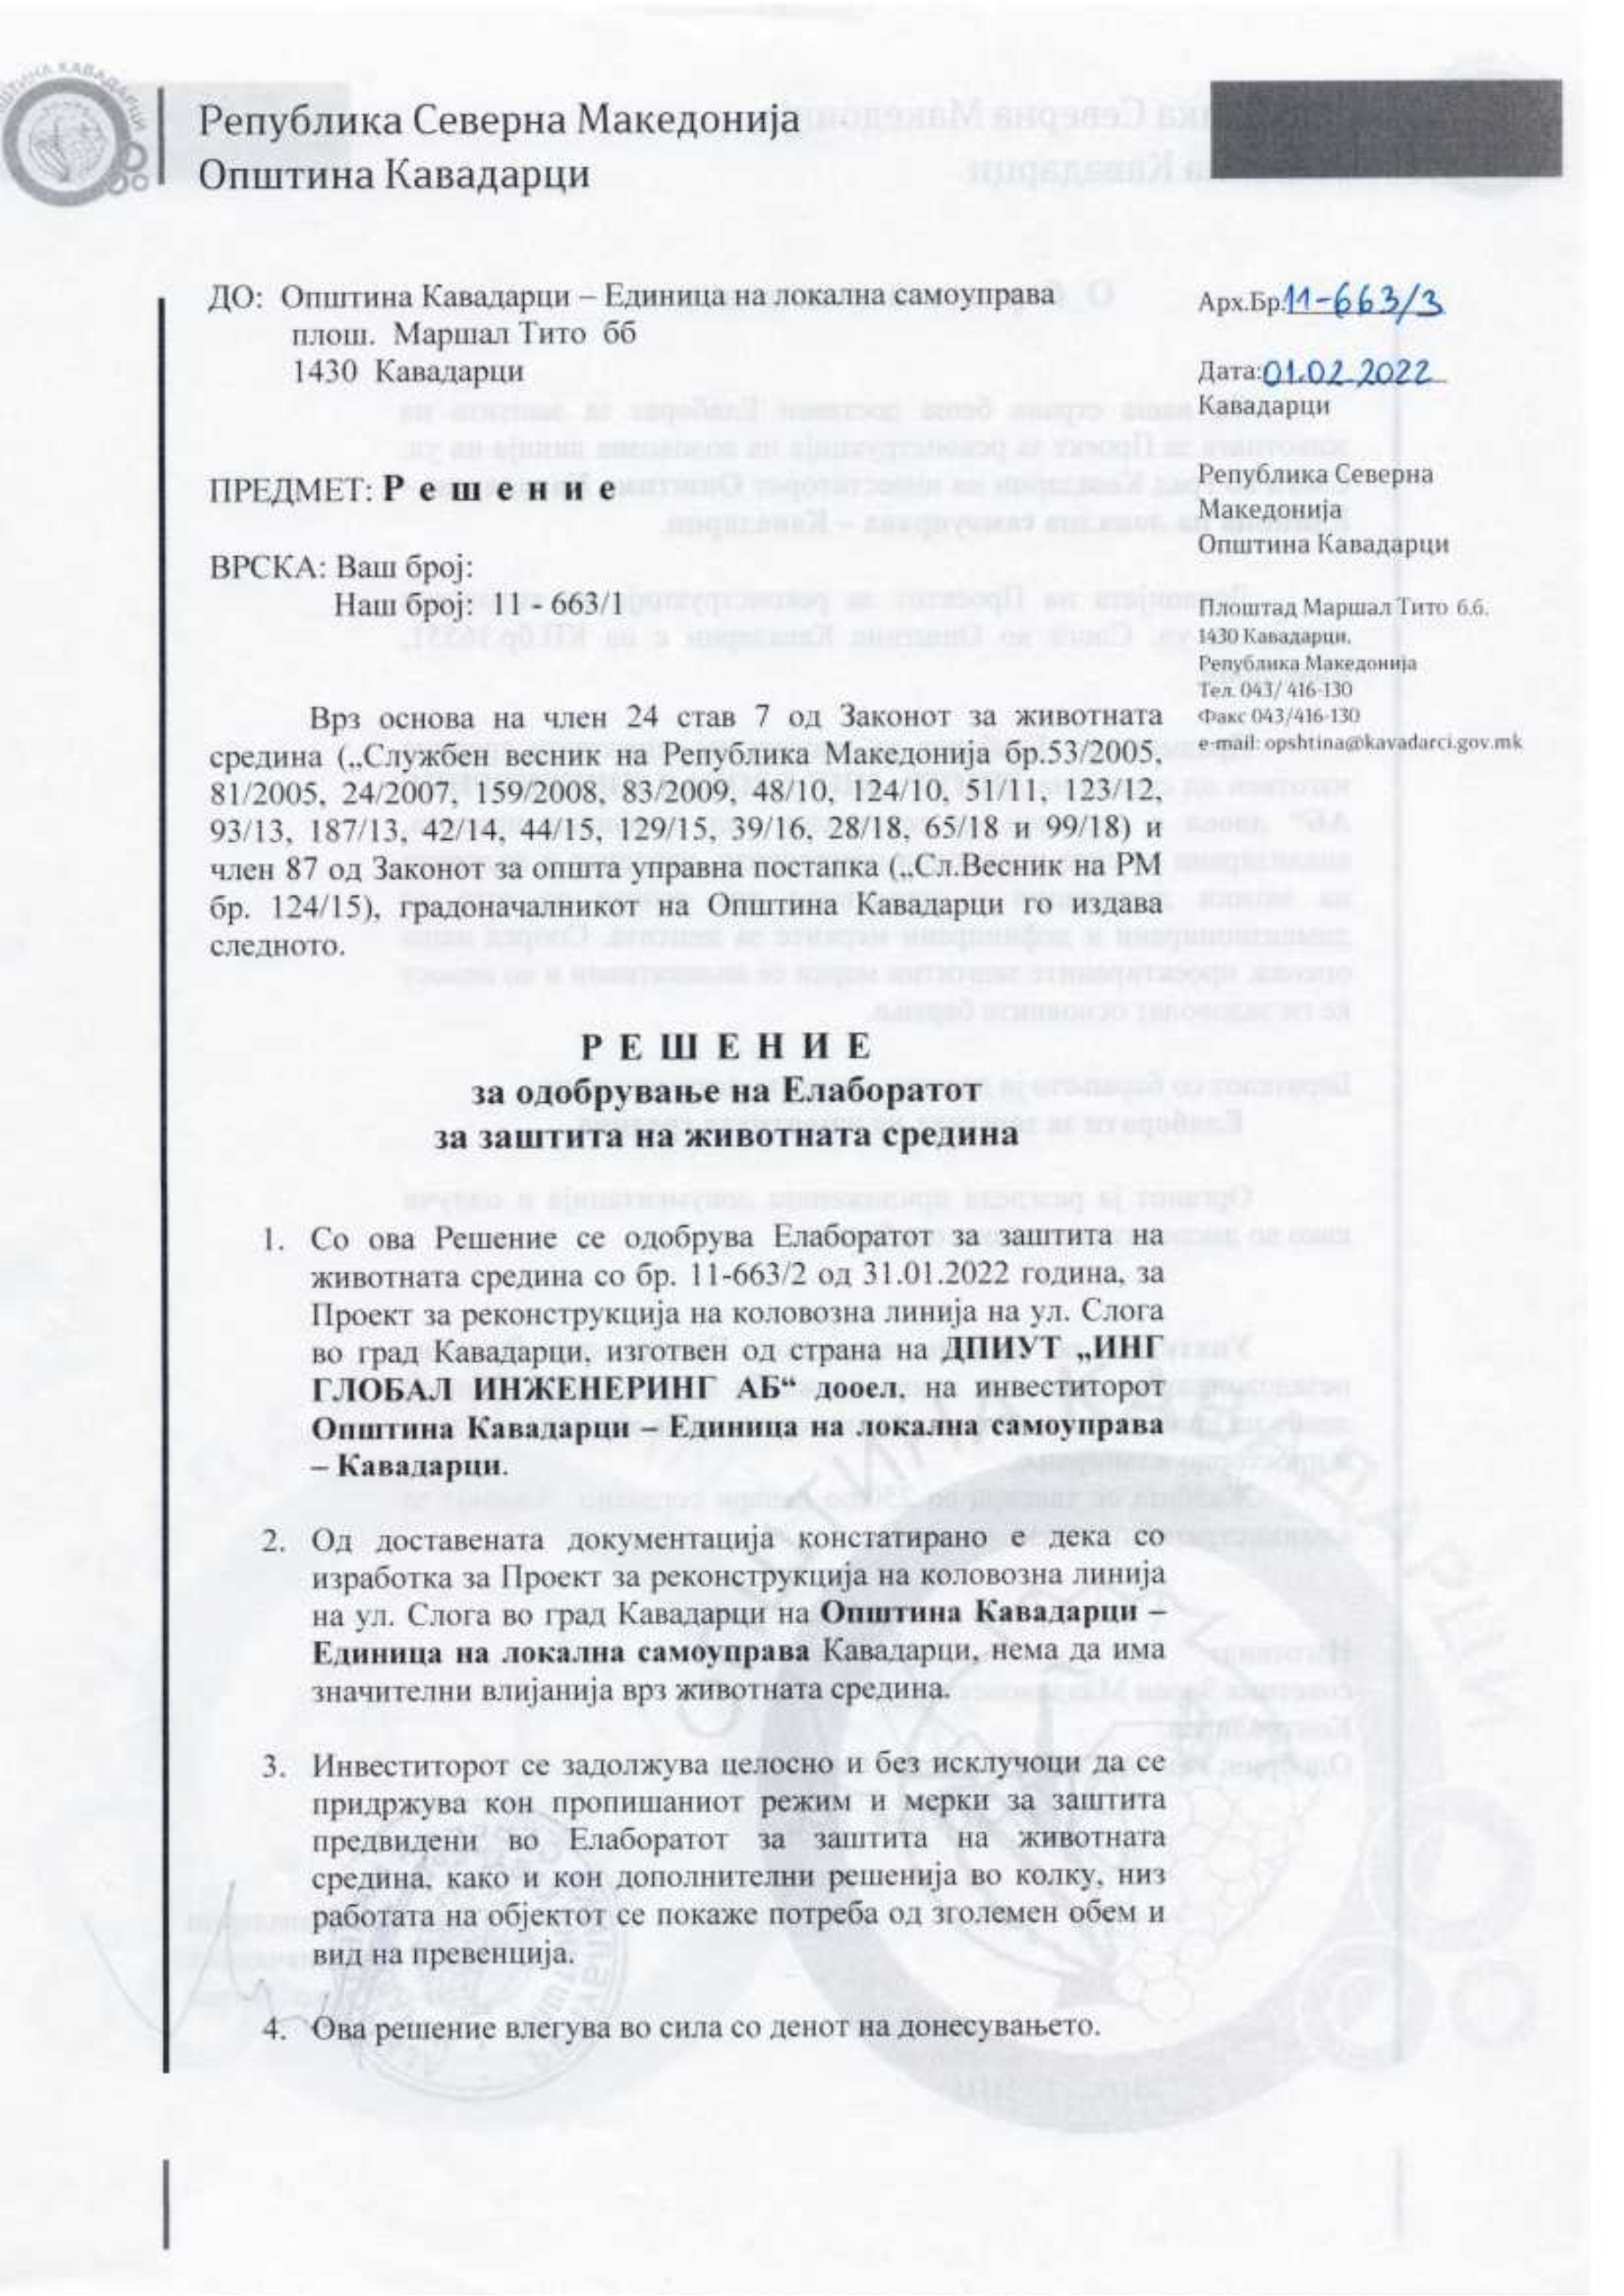 ОПШТИНА КАВАДАРЦИ
Република Северна Македонија
Општина Кавадарци
ДО: Општина Кавадарци – Единица на локална самоуправа
плош. Маршал Тито бб
1430 Кавадарци
Арх.Бр.11-663/3
Дата:01.02.2022
Кавадарци
ПРЕДМЕТ: Р е ш е н и е
ВРСКА: Ваш број:
Наш број: 11 - 663/1
Република Северна
Македонија
Општина Кавадарци
Плоштад Маршал Тито б.б.
1430 Кавадарци,
Република Македонија
Тел. 043/ 416-130
Факс 043/416-130
e-mail: opshtina@kavadarci.gov.mk
Врз основа на член 24 став 7 од Законот за животната
средина („Службен весник на Република Македонија бр.53/2005,
81/2005, 24/2007, 159/2008, 83/2009, 48/10, 124/10, 51/11, 123/12,
93/13, 187/13, 42/14, 44/15, 129/15, 39/16, 28/18, 65/18 и 99/18) и
член 87 од Законот за општа управна постапка („Сл.Весник на РМ
бр. 124/15), градоначалникот на Општина Кавадарци го издава
следното.
Р Е Ш Е Н И Е
за одобрување на Елаборатот
за заштита на животната средина
1. Со ова Решение се одобрува Елаборатот за заштита на
животната средина со бр. 11-663/2 од 31.01.2022 година, за
Проект за реконструкција на коловозна линија на ул. Слога
во град Кавадарци, изготвен од страна на ДПИУТ „ИНГ
ГЛОБАЛ ИНЖЕНЕРИНГ АБ“ дооел, на инвеститорот
Општина Кавадарци – Единица на локална самоуправа
– Кавадарци.
2. Од доставената документација констатирано е дека со
изработка за Проект за реконструкција на коловозна линија
на ул. Слога во град Кавадарци на Општина Кавадарци –
Единица на локална самоуправа Кавадарци, нема да има
значителни влијанија врз животната средина.
3. Инвеститорот се задолжува целосно и без исклучоци да се
придржува кон пропишаниот режим и мерки за заштита
предвидени во Елаборатот за заштита на животната
средина, како и кон дополнителни решенија во колку, низ
работата на објектот се покаже потреба од зголемен обем и
вид на превенција.
4. Ова решение влегува во сила со денот на донесувањето.